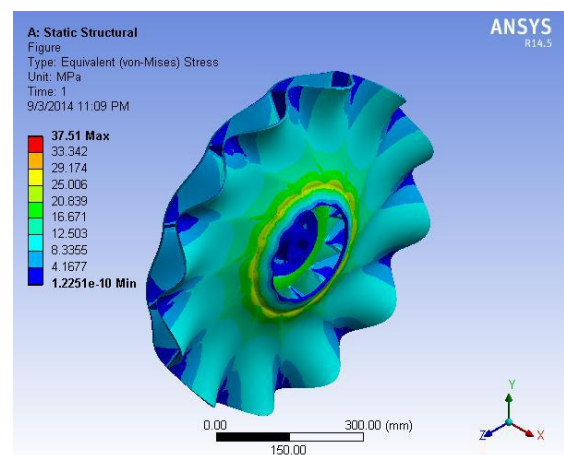 A: Static Structural
Figure
Type: Equivalent (von-Mises) Stress
Unit: MPa
Time: 1
9/3/2014 11:09 PM
37.51 Max
33.342
29.174
25.006
20.839
16.671
12.503
8.3355
4.1677
1.2251e-10 Min
ANSYS
R14.5
0.00
300.00 (mm)
150.00
Y
Z
X